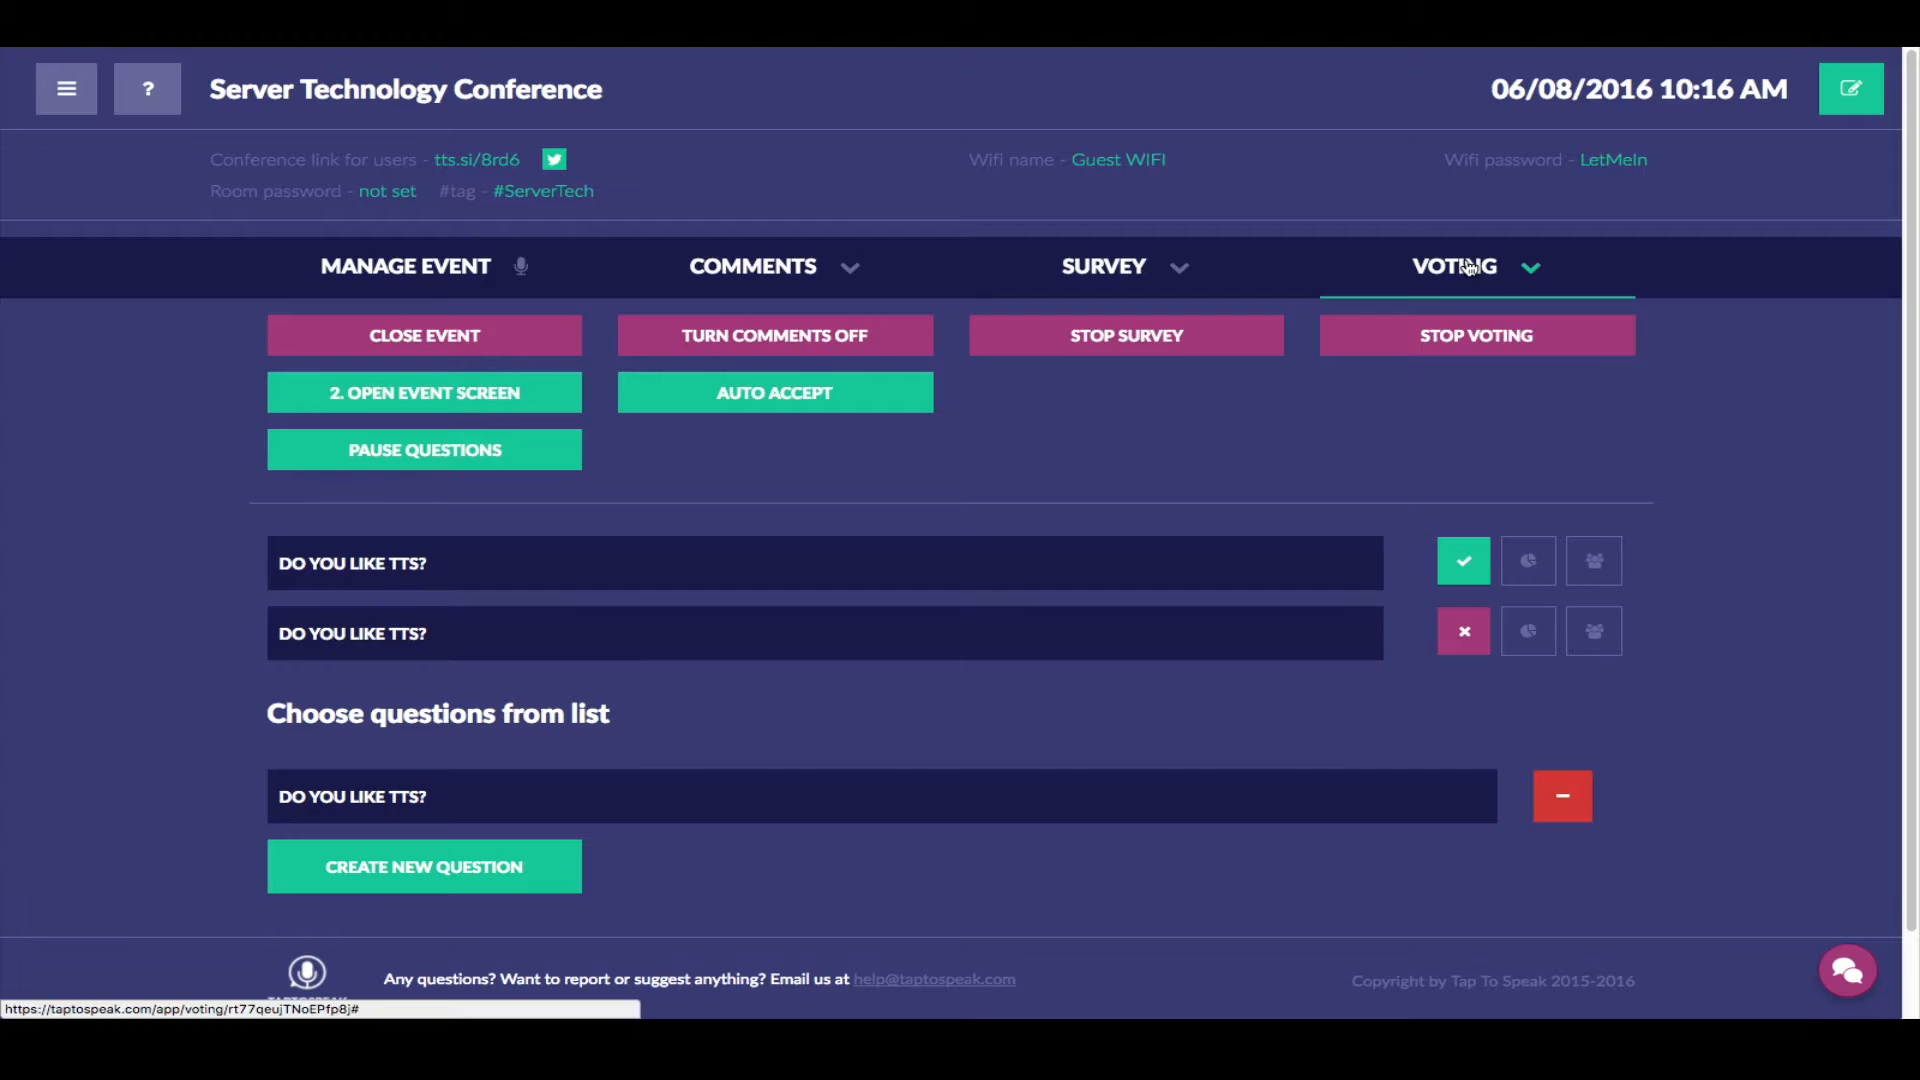 ?
Server Technology Conference
06/08/2016 10:16 AM
Conference link for users - tts.si/8rd6
Wifi name - Guest WIFI
Wifi password - LetMeIn
Room password - not set #tag - #ServerTech
MANAGE EVENT
COMMENTS
SURVEY
VOTING
CLOSE EVENT
TURN COMMENTS OFF
STOP SURVEY
STOP VOTING
2. OPEN EVENT SCREEN
AUTO ACCEPT
PAUSE QUESTIONS
DO YOU LIKE TTS?
DO YOU LIKE TTS?
Choose questions from list
DO YOU LIKE TTS?
CREATE NEW QUESTION
Any questions? Want to report or suggest anything? Email us at help@taptospeak.com
Copyright by Tap To Speak 2015-2016
https://taptospeak.com/app/voting/rt77qeujTNoEPfp8j#